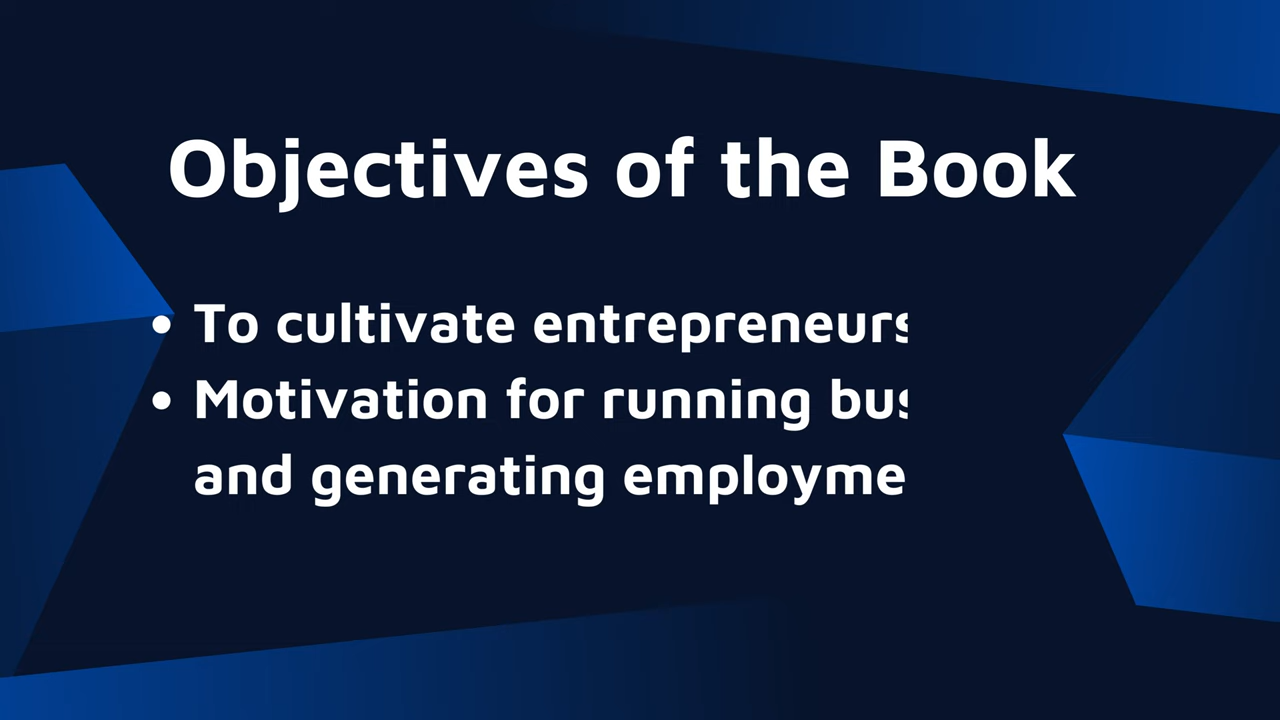 Objectives of the Book
• To cultivate entrepreneurs
• Motivation for running bus
and generating employme